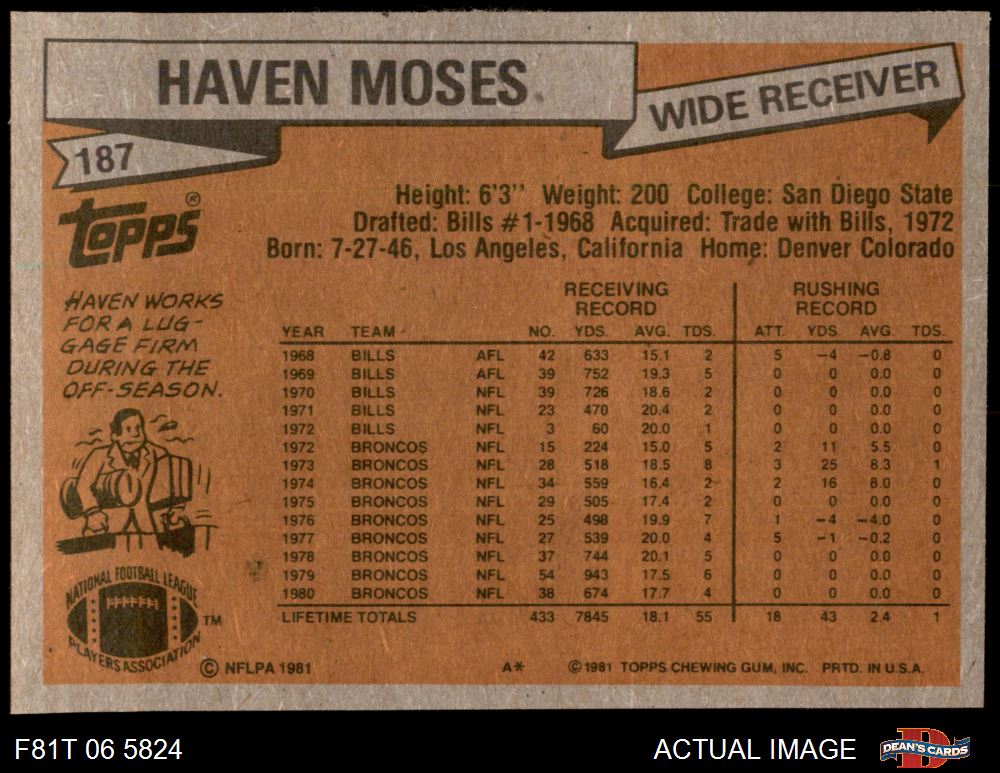 HAVEN MOSES
WIDE RECEIVER
187
Topps®
Height: 6'3'' Weight: 200 College: San Diego State
Drafted: Bills #1-1968 Acquired: Trade with Bills, 1972
Born: 7-27-46, Los Angeles, California Home: Denver Colorado
HAVEN WORKS
FOR A LUG-
GAGE FIRM
DURING THE
OFF-SEASON.
RECEIVING RUSHING
RECORD RECORD
YEAR TEAM NO. YDS. AVG. TDS. ATT. YDS AVG. TDS.
1968 BILLS AFL 42 633 15.1 2 5 -4 -0.8 0
1969 BILLS AFL 39 752 19.3 5 0 0 0.0 0
1970 BILLS NFL 39 726 18.6 2 0 0 0.0 0
1971 BILLS NFL 23 470 20.4 2 0 0 0.0 0
1972 BILLS NFL 3 60 20.0 1 0 0 0.0 0
1972 BRONCOS NFL 15 224 15.0 5 2 11 5.5 0
1973 BRONCOS NFL 28 518 18.5 8 3 25 8.3 1
1974 BRONCOS NFL 34 559 16.4 2 2 16 8.0 0
1975 BRONCOS NFL 29 505 17.4 2 0 0 0.0 0
1976 BRONCOS NFL 25 498 19.9 7 1 -4 -4.0 0
1977 BRONCOS NFL 27 539 20.0 4 5 -1 -0.2 0
1978 BRONCOS NFL 37 744 20.1 5 0 0 0.0 0
1979 BRONCOS NFL 54 943 17.5 6 0 0 0.0 0
1980 BRONCOS NFL 38 674 17.7 4 0 0 0.0 0
LIFETIME TOTALS 433 7845 18.1 55 18 43 2.4 1
NATIONAL FOOTBALL LEAGUE
PLAYERS ASSOCIATION TM
© NFLPA 1981 A* © 1981 TOPPS CHEWING GUM, INC. PRTD. IN U.S.A.
F81T 06 5824 ACTUAL IMAGE DEAN'S CARDS